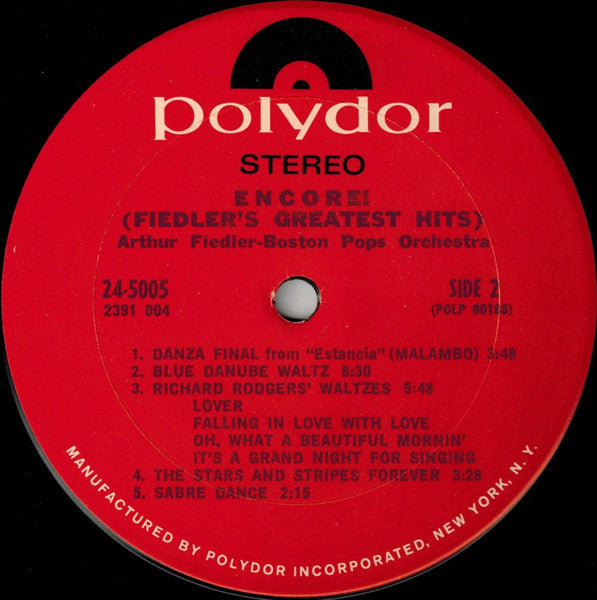 polydor
STEREO
ENCORE!
(FIEDLER'S GREATEST HITS)
Arthur Fiedler-Boston Pops Orchestra
24-5005
2391 004
SIDE 2
(POLP 80188)
1. DANZA FINAL from "Estancia" (MALAMBO) 3:48
2. BLUE DANUBE WALTZ 8:30
3. RICHARD RODGERS' WALTZES 5:48
LOVER
FALLING IN LOVE WITH LOVE
OH, WHAT A BEAUTIFUL MORNIN'
IT'S A GRAND NIGHT FOR SINGING
4. THE STARS AND STRIPES FOREVER 3:28
5. SABRE DANCE 2:15
MANUFACTURED BY POLYDOR INCORPORATED, NEW YORK, N. Y.